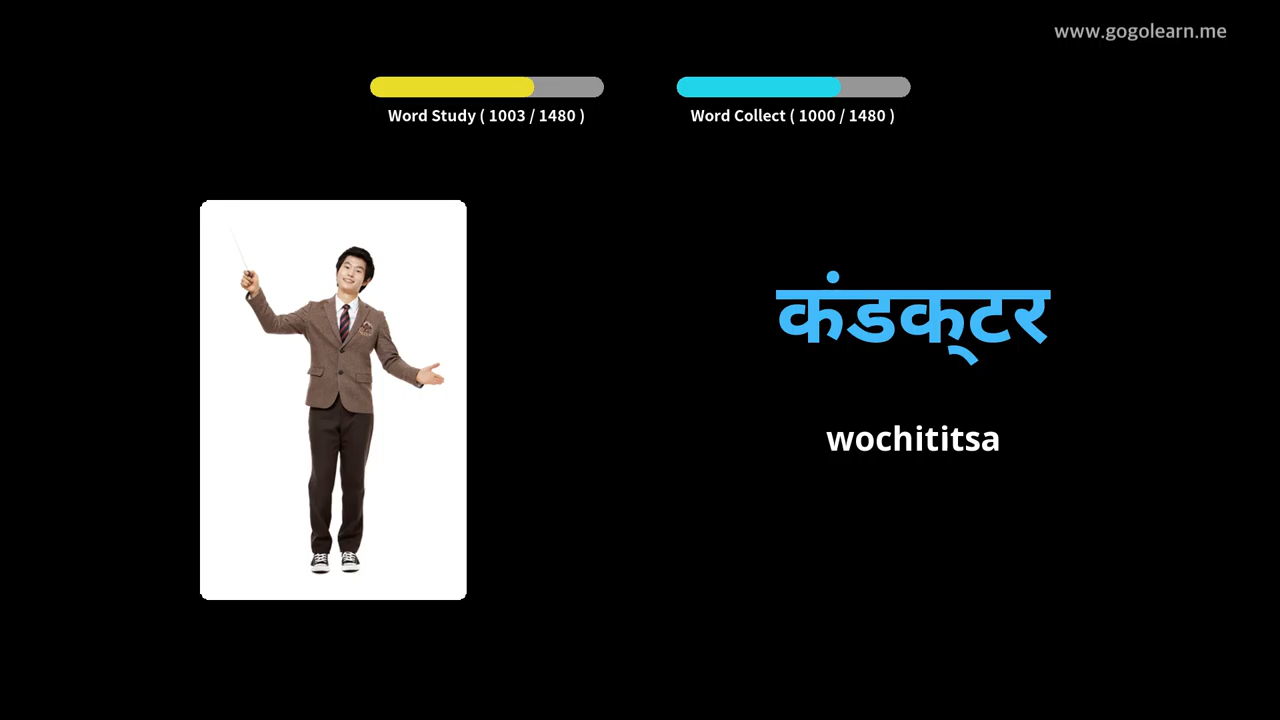 www.gogolearn.me
Word Study ( 1003 / 1480 )
Word Collect ( 1000 / 1480 )
कंडक्टर
wochititsa